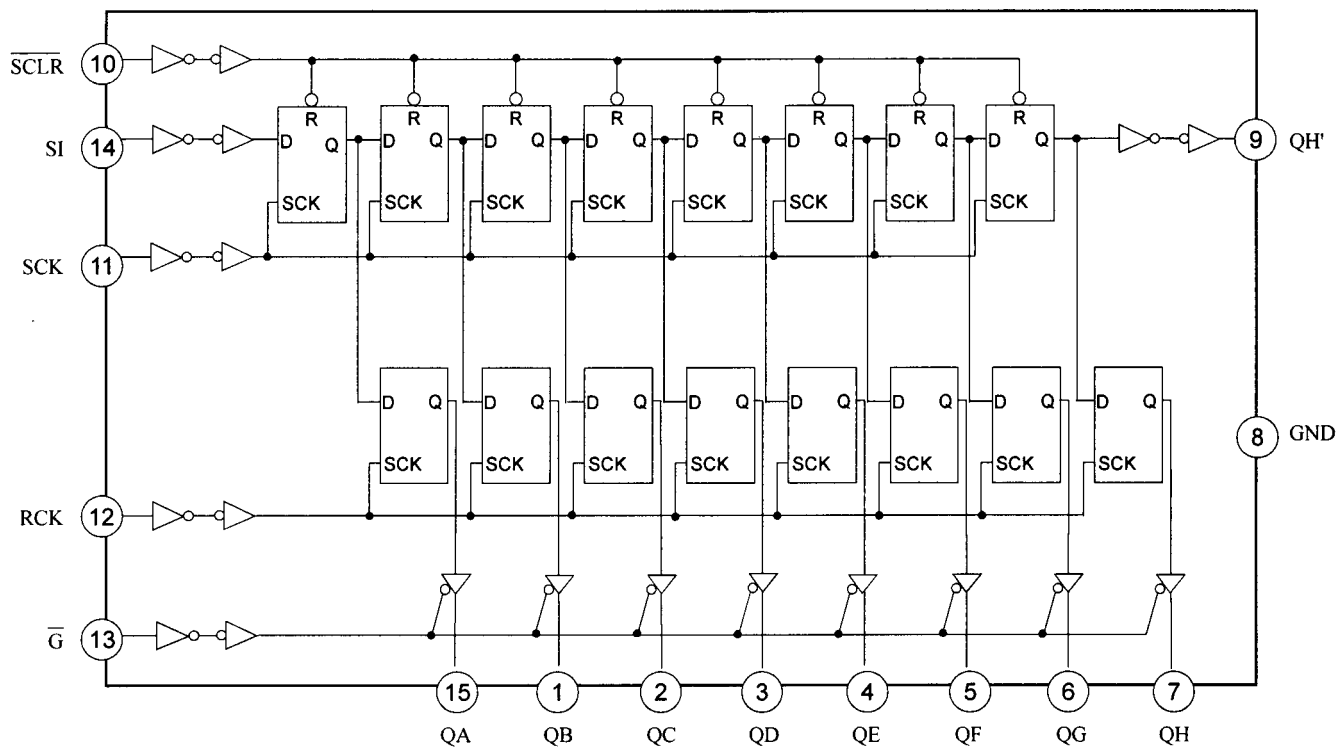 SCLR 10
R R R R R R R R
SI 14 D Q D Q D Q D Q D Q D Q D Q D Q 9 QH'
SCK SCK SCK SCK SCK SCK SCK SCK
SCK 11
D Q D Q D Q D Q D Q D Q D Q D Q
8 GND
SCK SCK SCK SCK SCK SCK SCK SCK
RCK 12
G 13
15 1 2 3 4 5 6 7
QA QB QC QD QE QF QG QH